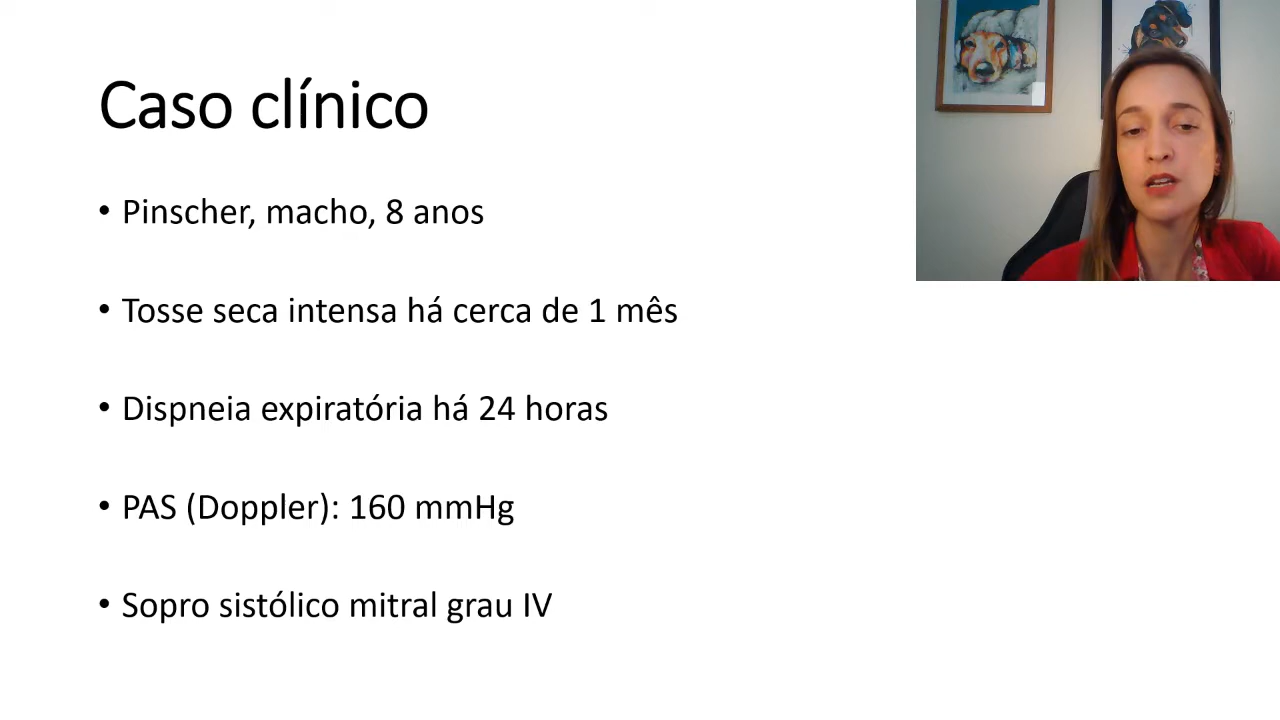 Caso clínico
• Pinscher, macho, 8 anos
• Tosse seca intensa há cerca de 1 mês
• Dispneia expiratória há 24 horas
• PAS (Doppler): 160 mmHg
• Sopro sistólico mitral grau IV